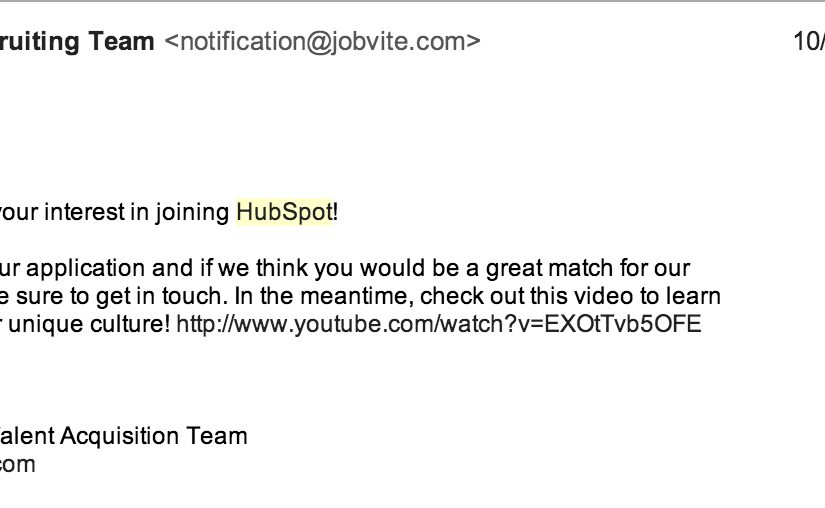 ruiting Team <notification@jobvite.com> 10/
our interest in joining HubSpot!
ur application and if we think you would be a great match for our
e sure to get in touch. In the meantime, check out this video to learn
r unique culture! http://www.youtube.com/watch?v=EXOtTvb5OFE
alent Acquisition Team
com